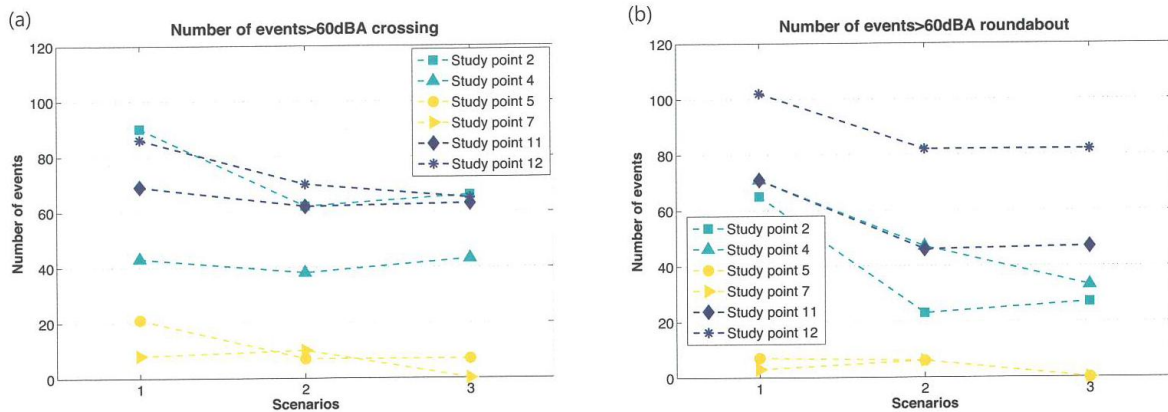 (a)
Number of events>60dBA crossing
120
100
80
60
40
20
0
Number of events
Study point 2
Study point 4
Study point 5
Study point 7
Study point 11
Study point 12
1
2
3
Scenarios
(b)
Number of events>60dBA roundabout
120
100
80
60
40
20
0
Number of events
Study point 2
Study point 4
Study point 5
Study point 7
Study point 11
Study point 12
1
2
3
Scenarios